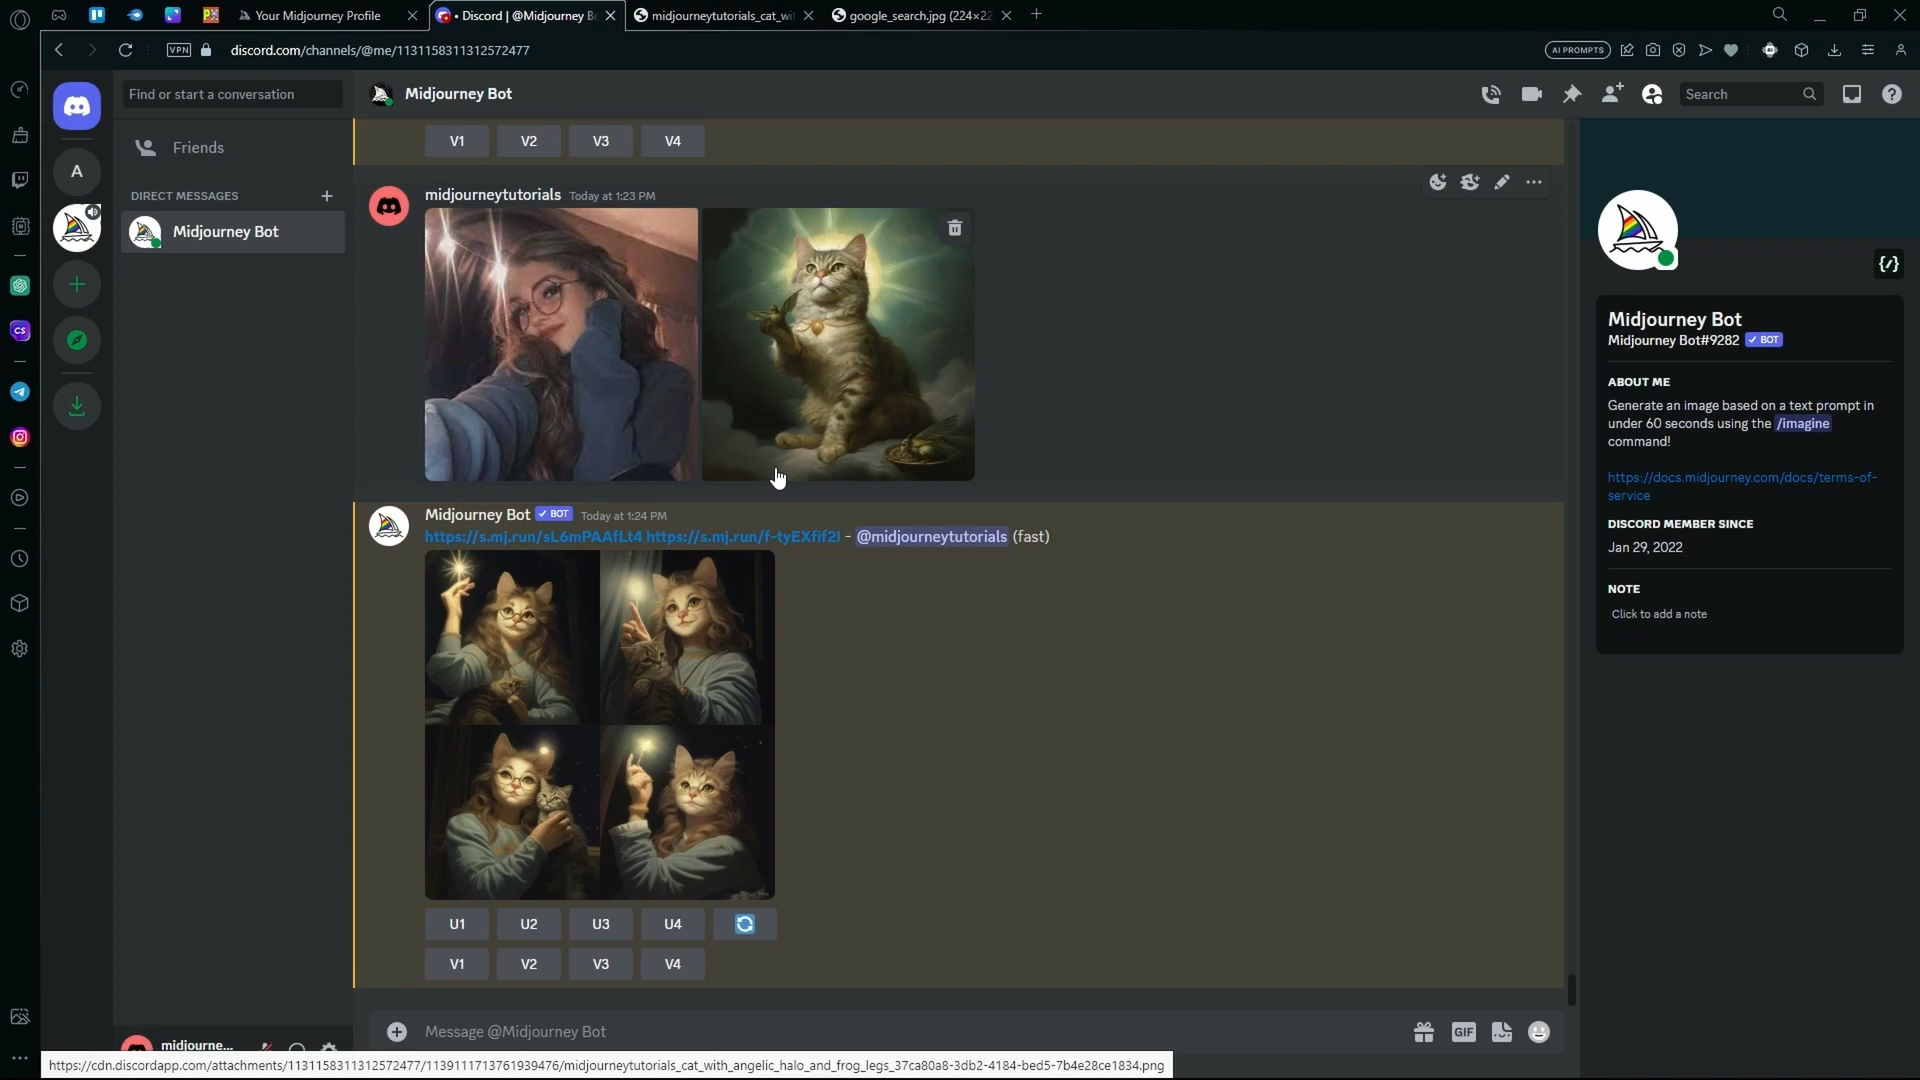 Your Midjourney Profile
• Discord | @Midjourney B
midjourneytutorials_cat_wi
google_search.jpg (224×22
VPN
discord.com/channels/@me/1131158311312572477
AI PROMPTS
Find or start a conversation
Midjourney Bot
Search
Friends
A
DIRECT MESSAGES
Midjourney Bot
V1 V2 V3 V4
midjourneytutorials Today at 1:23 PM
Midjourney Bot ✓ BOT Today at 1:24 PM
https://s.mj.run/sL6mPAAfLt4 https://s.mj.run/f-tyEXfif2I - @midjourneytutorials (fast)
U1 U2 U3 U4
V1 V2 V3 V4
Message @Midjourney Bot
GIF
midjourne...
CS
Midjourney Bot
Midjourney Bot#9282 ✓ BOT
ABOUT ME
Generate an image based on a text prompt in
under 60 seconds using the /imagine
command!
https://docs.midjourney.com/docs/terms-of-
service
DISCORD MEMBER SINCE
Jan 29, 2022
NOTE
Click to add a note
https://cdn.discordapp.com/attachments/1131158311312572477/1139111713761939476/midjourneytutorials_cat_with_angelic_halo_and_frog_legs_37ca80a8-3db2-4184-bed5-7b4e28ce1834.png